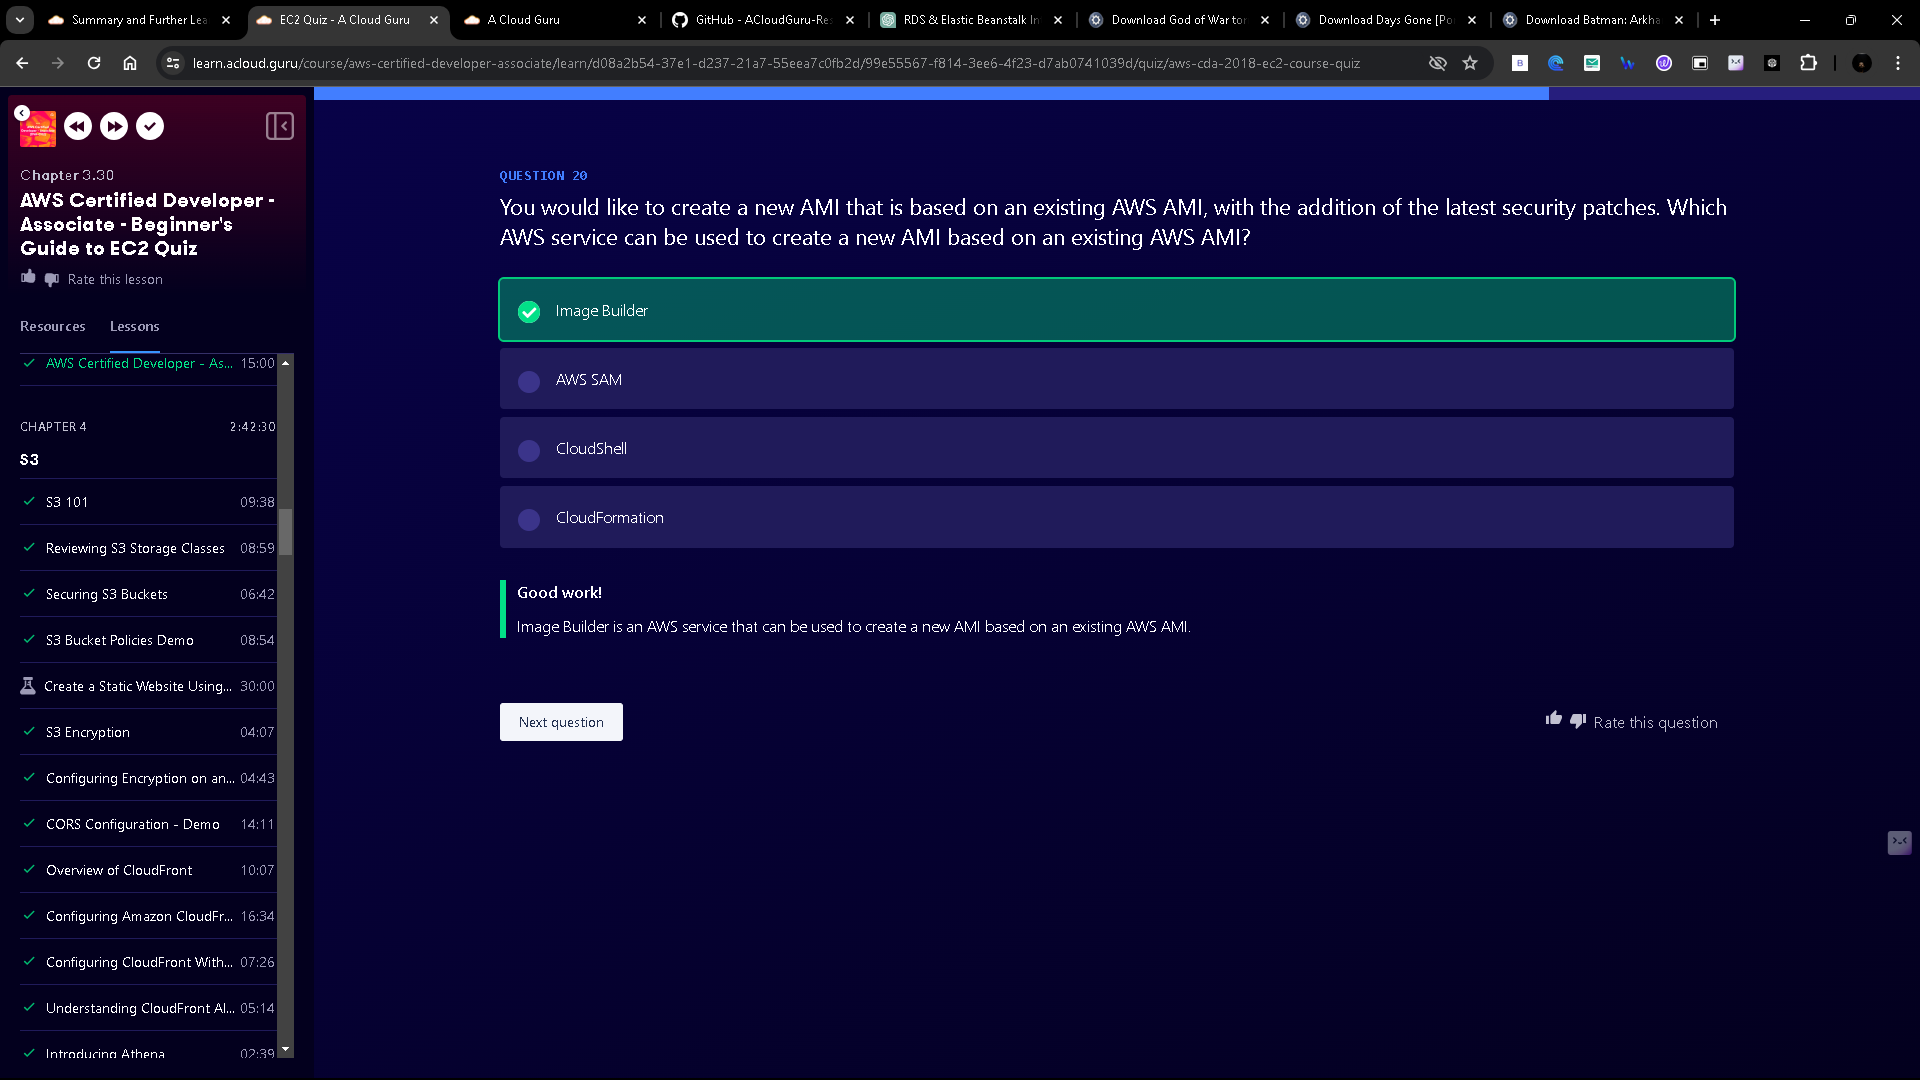 Summary and Further Lea
EC2 Quiz - A Cloud Guru
A Cloud Guru
GitHub - ACloudGuru-Res
RDS & Elastic Beanstalk In
Download God of War tor
Download Days Gone [Po
Download Batman: Arkha
learn.acloud.guru/course/aws-certified-developer-associate/learn/d08a2b54-37e1-d237-21a7-55eea7c0fb2d/99e55567-f814-3ee6-4f23-d7ab0741039d/quiz/aws-cda-2018-ec2-course-quiz
Chapter 3.30
AWS Certified Developer -
Associate - Beginner's
Guide to EC2 Quiz
Rate this lesson
Resources Lessons
AWS Certified Developer - As... 15:00
CHAPTER 4 2:42:30
S3
S3 101 09:38
Reviewing S3 Storage Classes 08:59
Securing S3 Buckets 06:42
S3 Bucket Policies Demo 08:54
Create a Static Website Using... 30:00
S3 Encryption 04:07
Configuring Encryption on an... 04:43
CORS Configuration - Demo 14:11
Overview of CloudFront 10:07
Configuring Amazon CloudFr... 16:34
Configuring CloudFront With... 07:26
Understanding CloudFront Al... 05:14
Introducing Athena 02:39
QUESTION 20
You would like to create a new AMI that is based on an existing AWS AMI, with the addition of the latest security patches. Which
AWS service can be used to create a new AMI based on an existing AWS AMI?
Image Builder
AWS SAM
CloudShell
CloudFormation
Good work!
Image Builder is an AWS service that can be used to create a new AMI based on an existing AWS AMI.
Next question
Rate this question